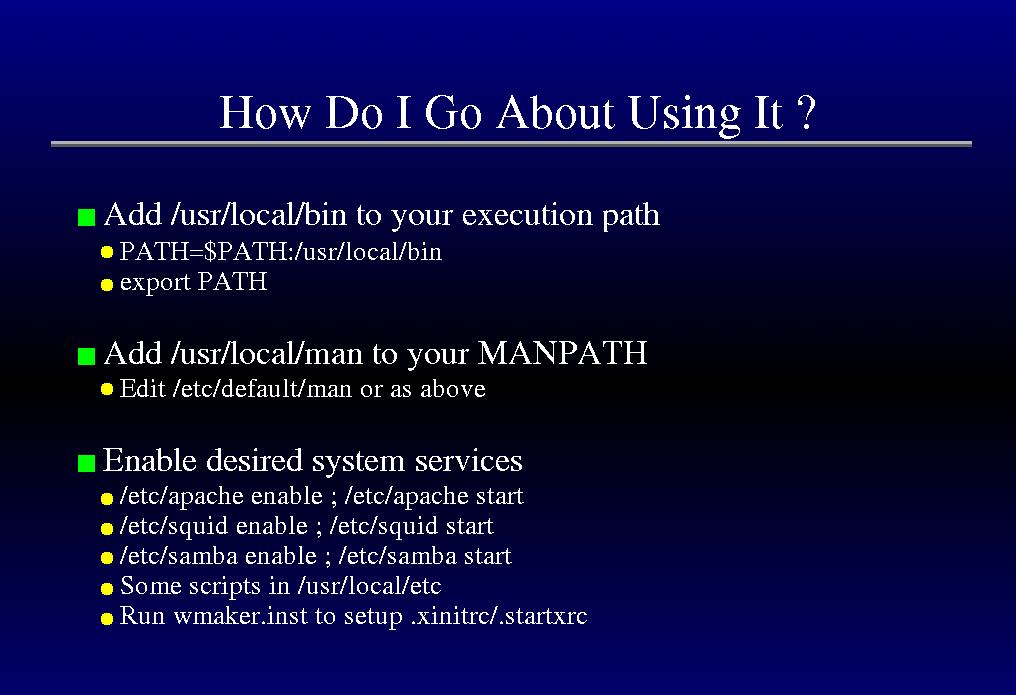 How Do I Go About Using It ?
Add /usr/local/bin to your execution path
PATH=$PATH:/usr/local/bin
export PATH
Add /usr/local/man to your MANPATH
Edit /etc/default/man or as above
Enable desired system services
/etc/apache enable ; /etc/apache start
/etc/squid enable ; /etc/squid start
/etc/samba enable ; /etc/samba start
Some scripts in /usr/local/etc
Run wmaker.inst to setup .xinitrc/.startxrc